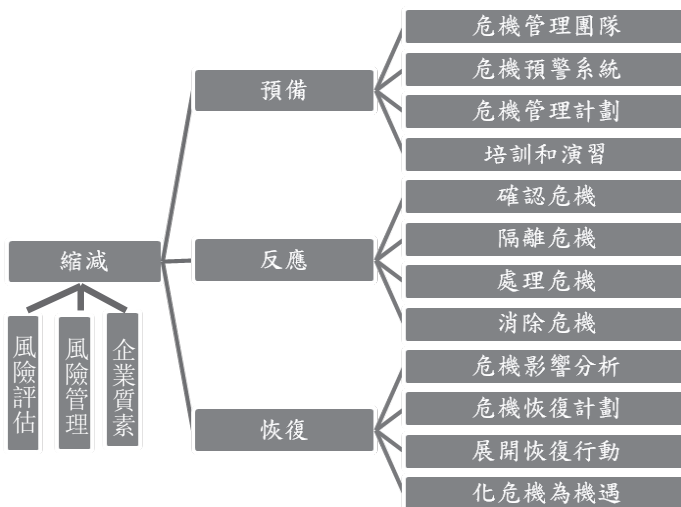 縮減
風險評估
風險管理
企業質素
預備
危機管理團隊
危機預警系統
危機管理計劃
培訓和演習
反應
確認危機
隔離危機
處理危機
消除危機
恢復
危機影響分析
危機恢復計劃
展開恢復行動
化危機為機遇